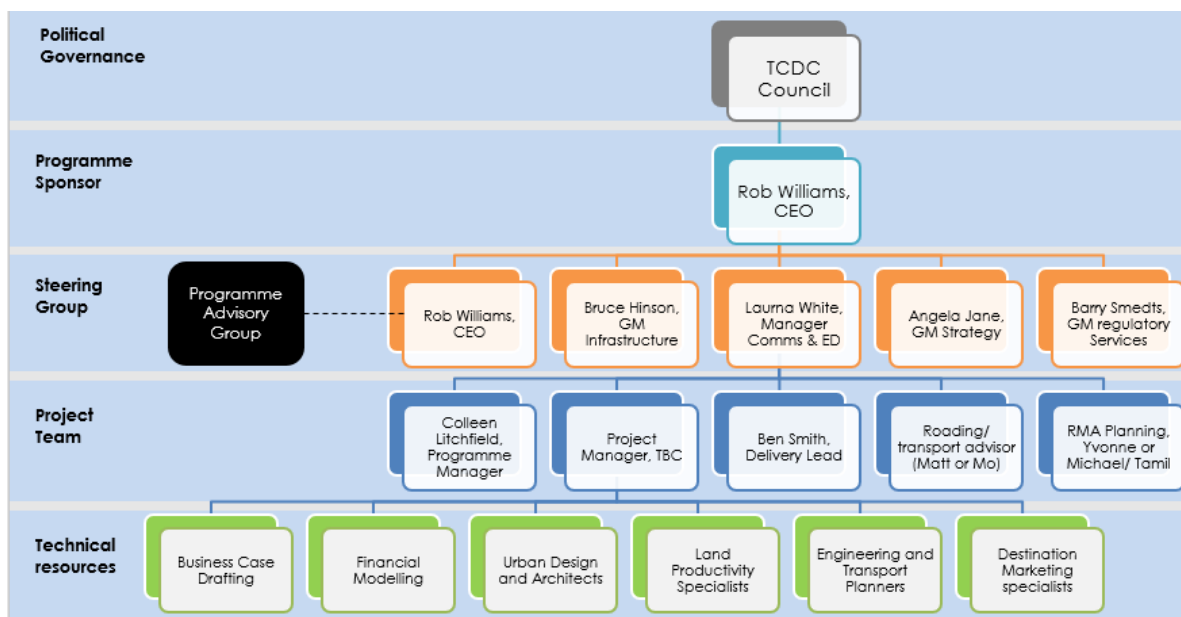 Political
Governance
TCDC
Council
Programme
Sponsor
Rob Williams,
CEO
Steering
Group
Programme
Advisory
Group
Rob Williams,
CEO
Bruce Hinson,
GM
Infrastructure
Laurna White,
Manager
Comms & ED
Angela Jane,
GM Strategy
Barry Smedts,
GM regulatory
Services
Project
Team
Colleen
Litchfield,
Programme
Manager
Project
Manager, TBC
Ben Smith,
Delivery Lead
Roading/
transport advisor
(Matt or Mo)
RMA Planning,
Yvonne or
Michael/ Tamil
Technical
resources
Business Case
Drafting
Financial
Modelling
Urban Design
and Architects
Land
Productivity
Specialists
Engineering and
Transport
Planners
Destination
Marketing
specialists